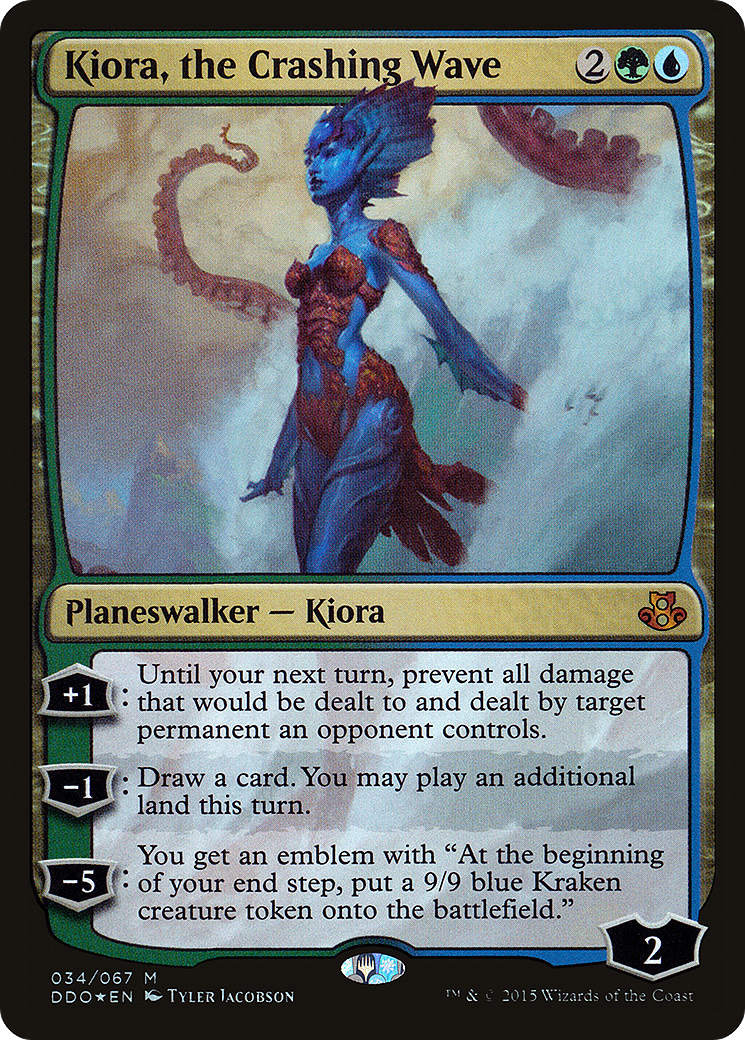 Kiora, the Crashing Wave 2
Planeswalker — Kiora
+1: Until your next turn, prevent all damage
that would be dealt to and dealt by target
permanent an opponent controls.
−1: Draw a card. You may play an additional
land this turn.
−5: You get an emblem with “At the beginning
of your end step, put a 9/9 blue Kraken
creature token onto the battlefield.”
2
034/067 M
DDO★EN Tyler Jacobson
™ & © 2015 Wizards of the Coast